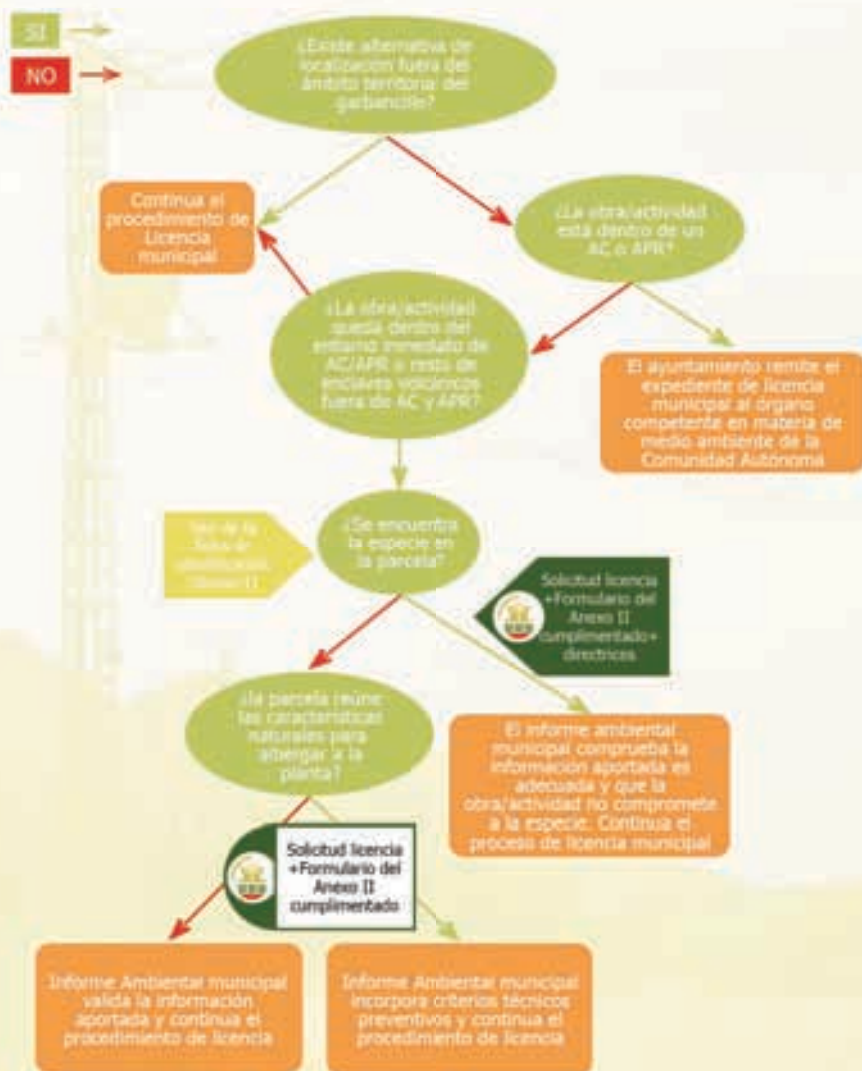 SI
NO
¿Existe alternativa de
localización fuera del
ámbito territorial del
garbancillo?
Continua el
procedimiento de
Licencia
municipal
¿La obra/actividad
está dentro de un
AC o APR?
¿La obra/actividad
queda dentro del
entorno inmediato de
AC/APR o resto de
enclaves volcánicos
fuera de AC y APR?
El ayuntamiento remite el
expediente de licencia
municipal al órgano
competente en materia de
medio ambiente de la
Comunidad Autónoma
¿Se encuentra
la especie en
la parcela?
Solicitud licencia
+Formulario del
Anexo II
cumplimentado+
directrices
¿la parcela reúne
las características
naturales para
albergar a la
planta?
El informe ambiental
municipal comprueba la
información aportada es
adecuada y que la
obra/actividad no compromete
a la especie. Continua el
proceso de licencia municipal
Solicitud licencia
+Formulario del
Anexo II
cumplimentado
Informe Ambiental municipal
valida la información
aportada y continua el
procedimiento de licencia
Informe Ambiental municipal
incorpora criterios técnicos
preventivos y continua el
procedimiento de licencia